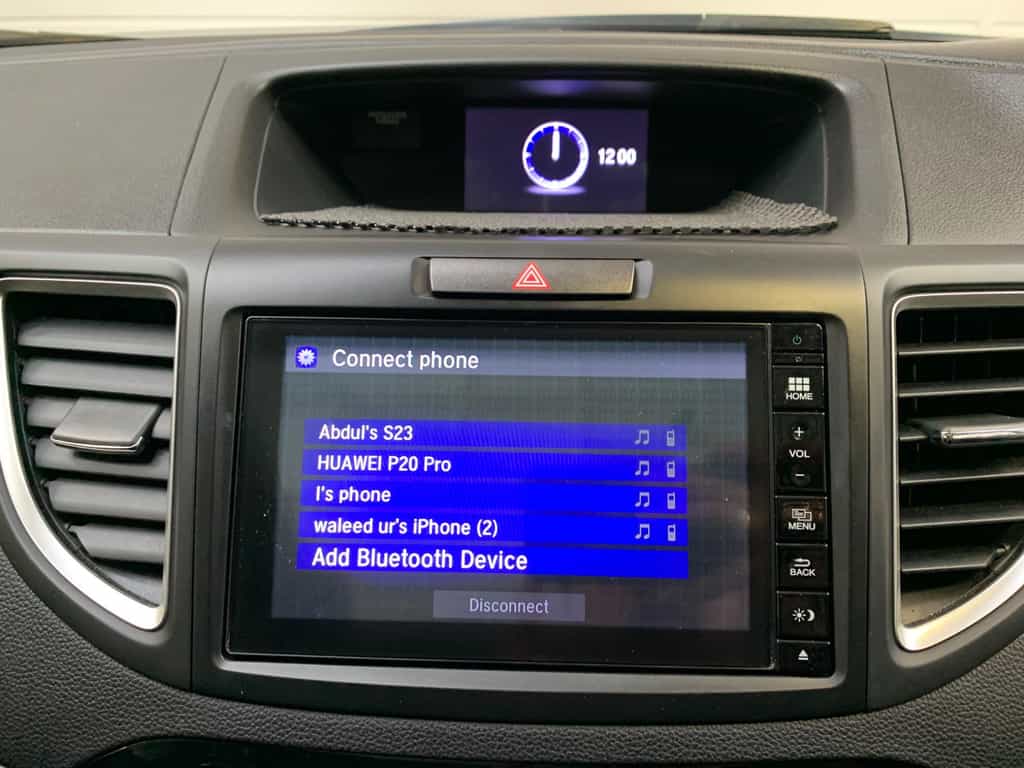 12:00
Connect phone
Abdul's S23
HUAWEI P20 Pro
I's phone
waleed ur's iPhone (2)
Add Bluetooth Device
Disconnect
HOME
+
VOL
-
MENU
BACK